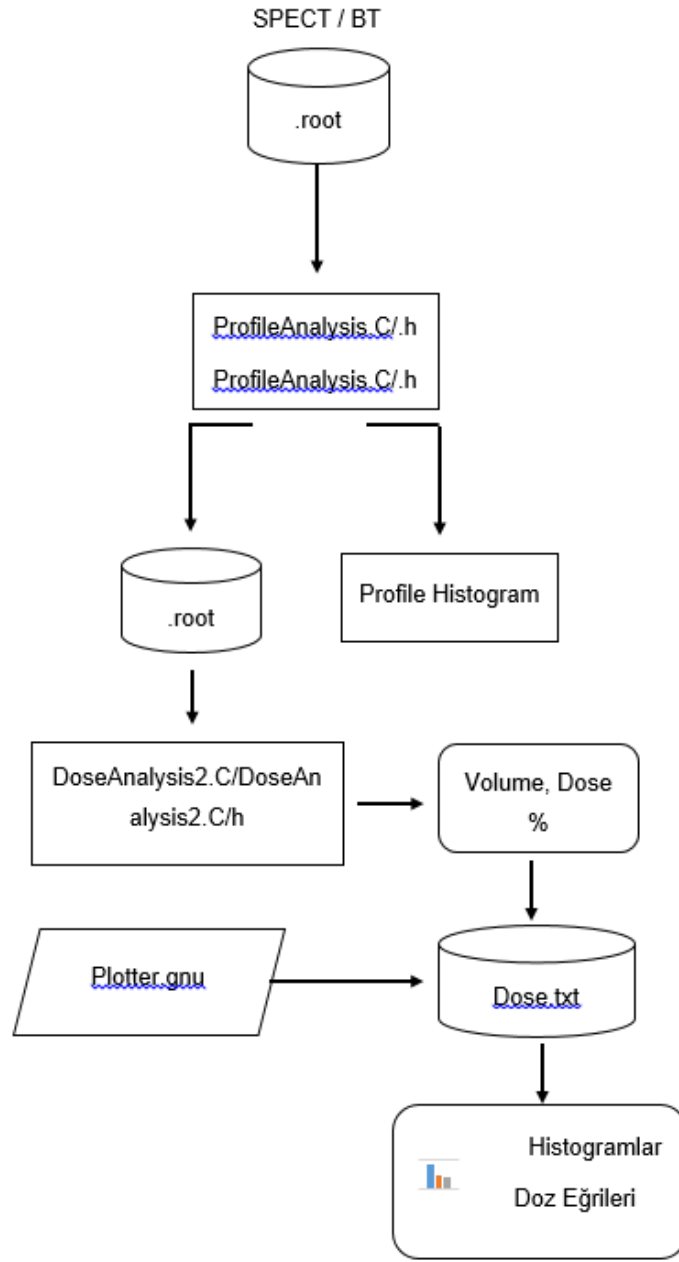 SPECT / BT
.root
ProfileAnalysis.C/.h
ProfileAnalysis.C/.h
.root
Profile Histogram
DoseAnalysis2.C/DoseAn
alysis2.C/h
Volume, Dose
%
Plotter.gnu
Dose.txt
Histogramlar
Doz Eğrileri